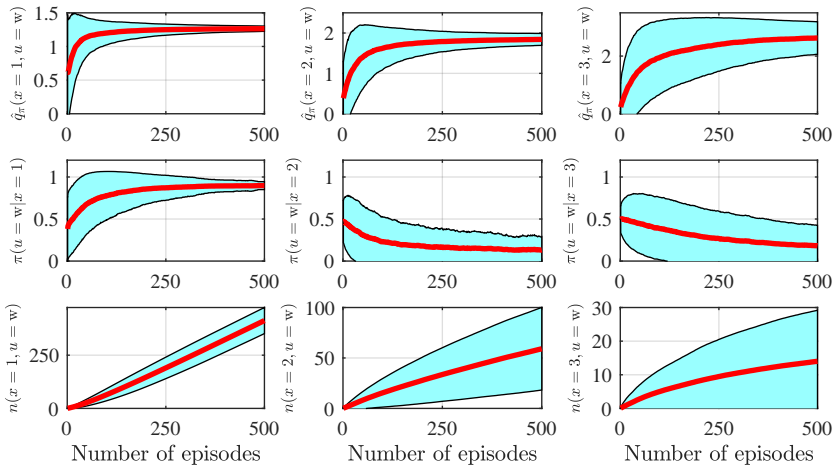 q̂π(x = 1, u = w)
1.5
1
0.5
0
0 250 500
q̂π(x = 2, u = w)
2
1
0
0 250 500
q̂π(x = 3, u = w)
2
0
0 250 500
π(u = w|x = 1)
1
0.5
0
0 250 500
π(u = w|x = 2)
1
0.5
0
0 250 500
π(u = w|x = 3)
1
0.5
0
0 250 500
n(x = 1, u = w)
250
0
0 250 500
Number of episodes
n(x = 2, u = w)
100
50
0
0 250 500
Number of episodes
n(x = 3, u = w)
30
20
10
0
0 250 500
Number of episodes